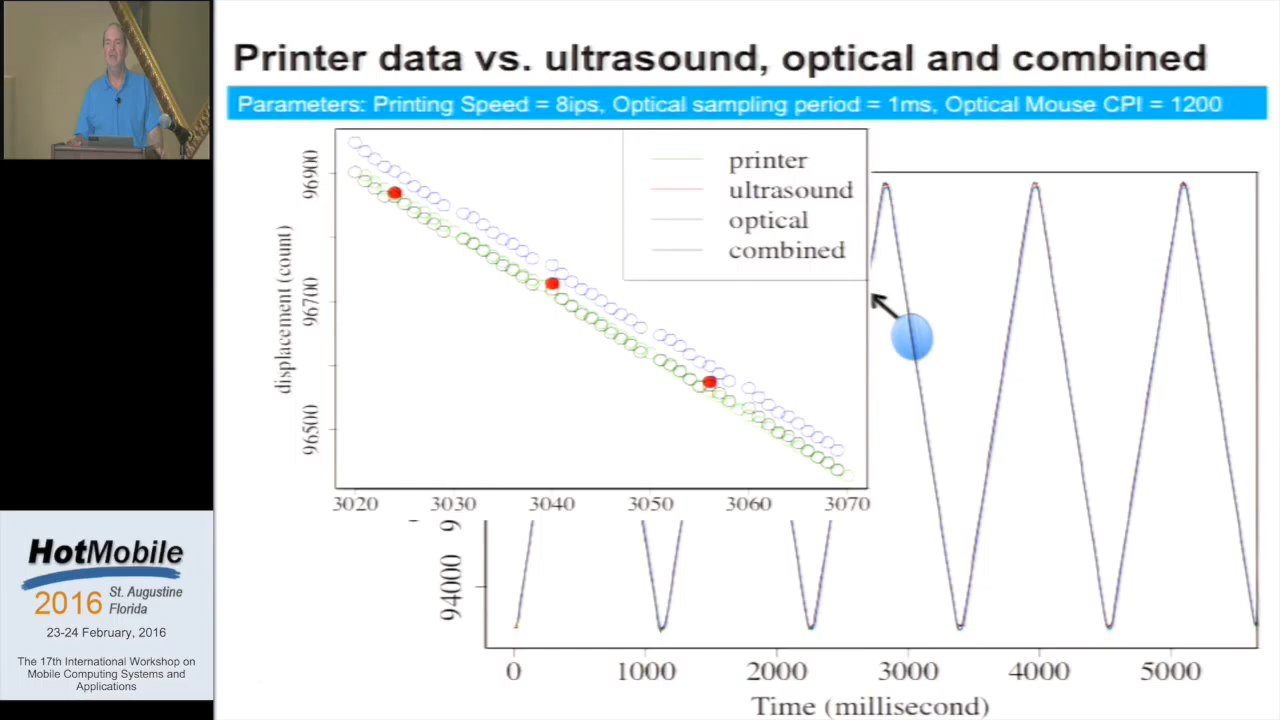 Printer data vs. ultrasound, optical and combined
Parameters: Printing Speed = 8ips, Optical sampling period = 1ms, Optical Mouse CPI = 1200
printer
ultrasound
optical
combined
displacement (count)
96900
96700
96500
3020 3030 3040 3050 3060 3070
94000
0 1000 2000 3000 4000 5000
Time (millisecond)
HotMobile
2016 St. Augustine
Florida
23-24 February, 2016
The 17th International Workshop on
Mobile Computing Systems and
Applications